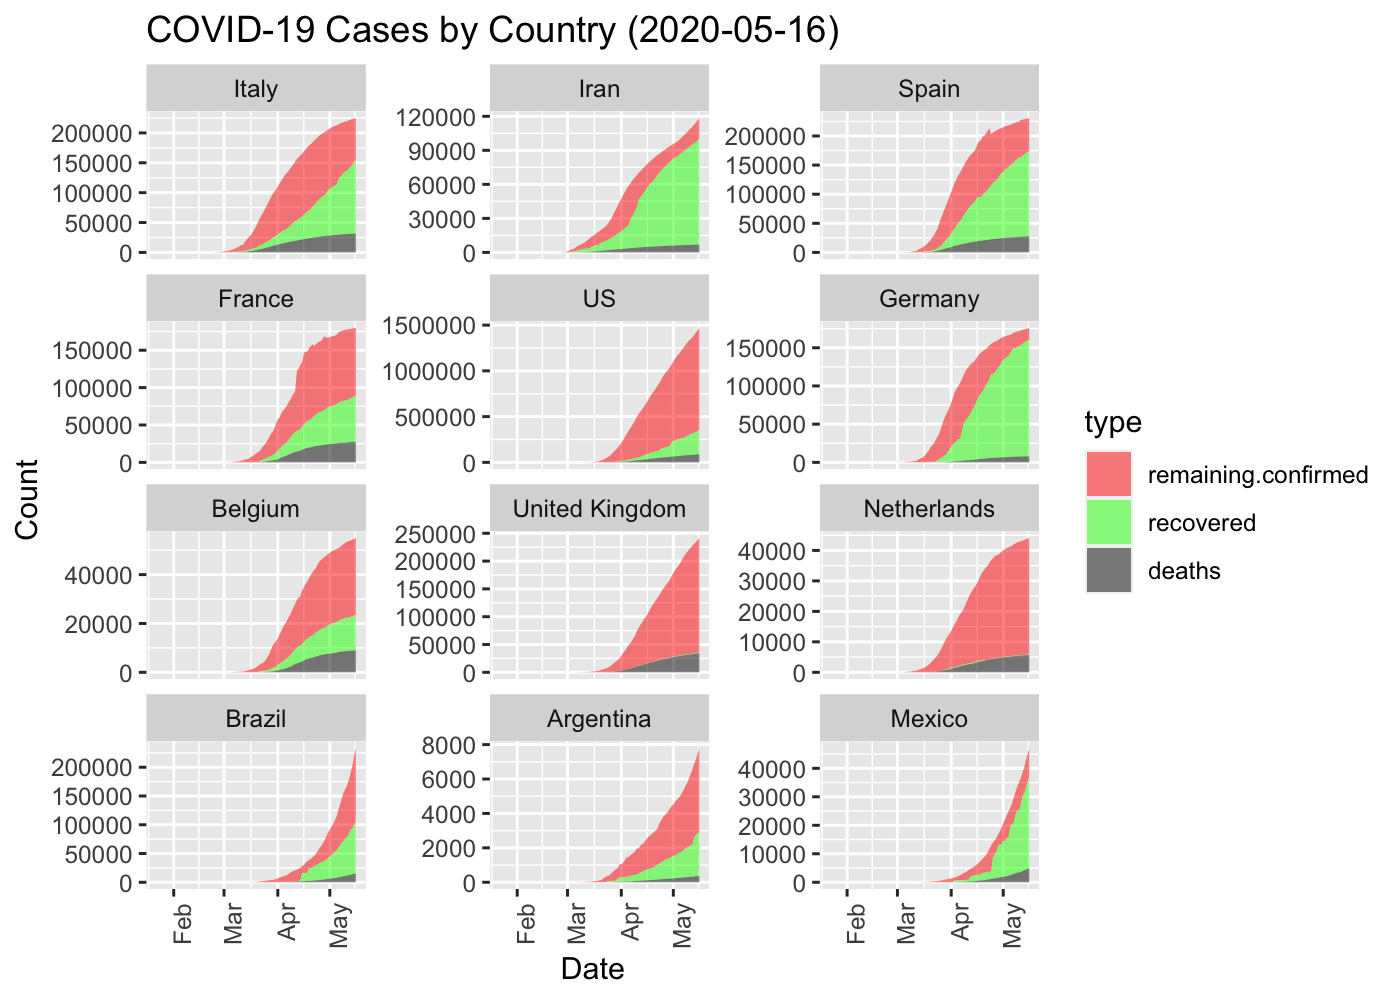 COVID-19 Cases by Country (2020-05-16)
Italy
Iran
Spain
200000
150000
100000
50000
0
120000
90000
60000
30000
0
200000
150000
100000
50000
0
France
US
Germany
150000
100000
50000
0
1500000
1000000
500000
0
150000
100000
50000
0
Belgium
United Kingdom
Netherlands
40000
20000
0
250000
200000
150000
100000
50000
0
40000
30000
20000
10000
0
Brazil
Argentina
Mexico
200000
150000
100000
50000
0
8000
6000
4000
2000
0
40000
30000
20000
10000
0
Feb
Mar
Apr
May
Feb
Mar
Apr
May
Feb
Mar
Apr
May
Date
Count
type
remaining.confirmed
recovered
deaths